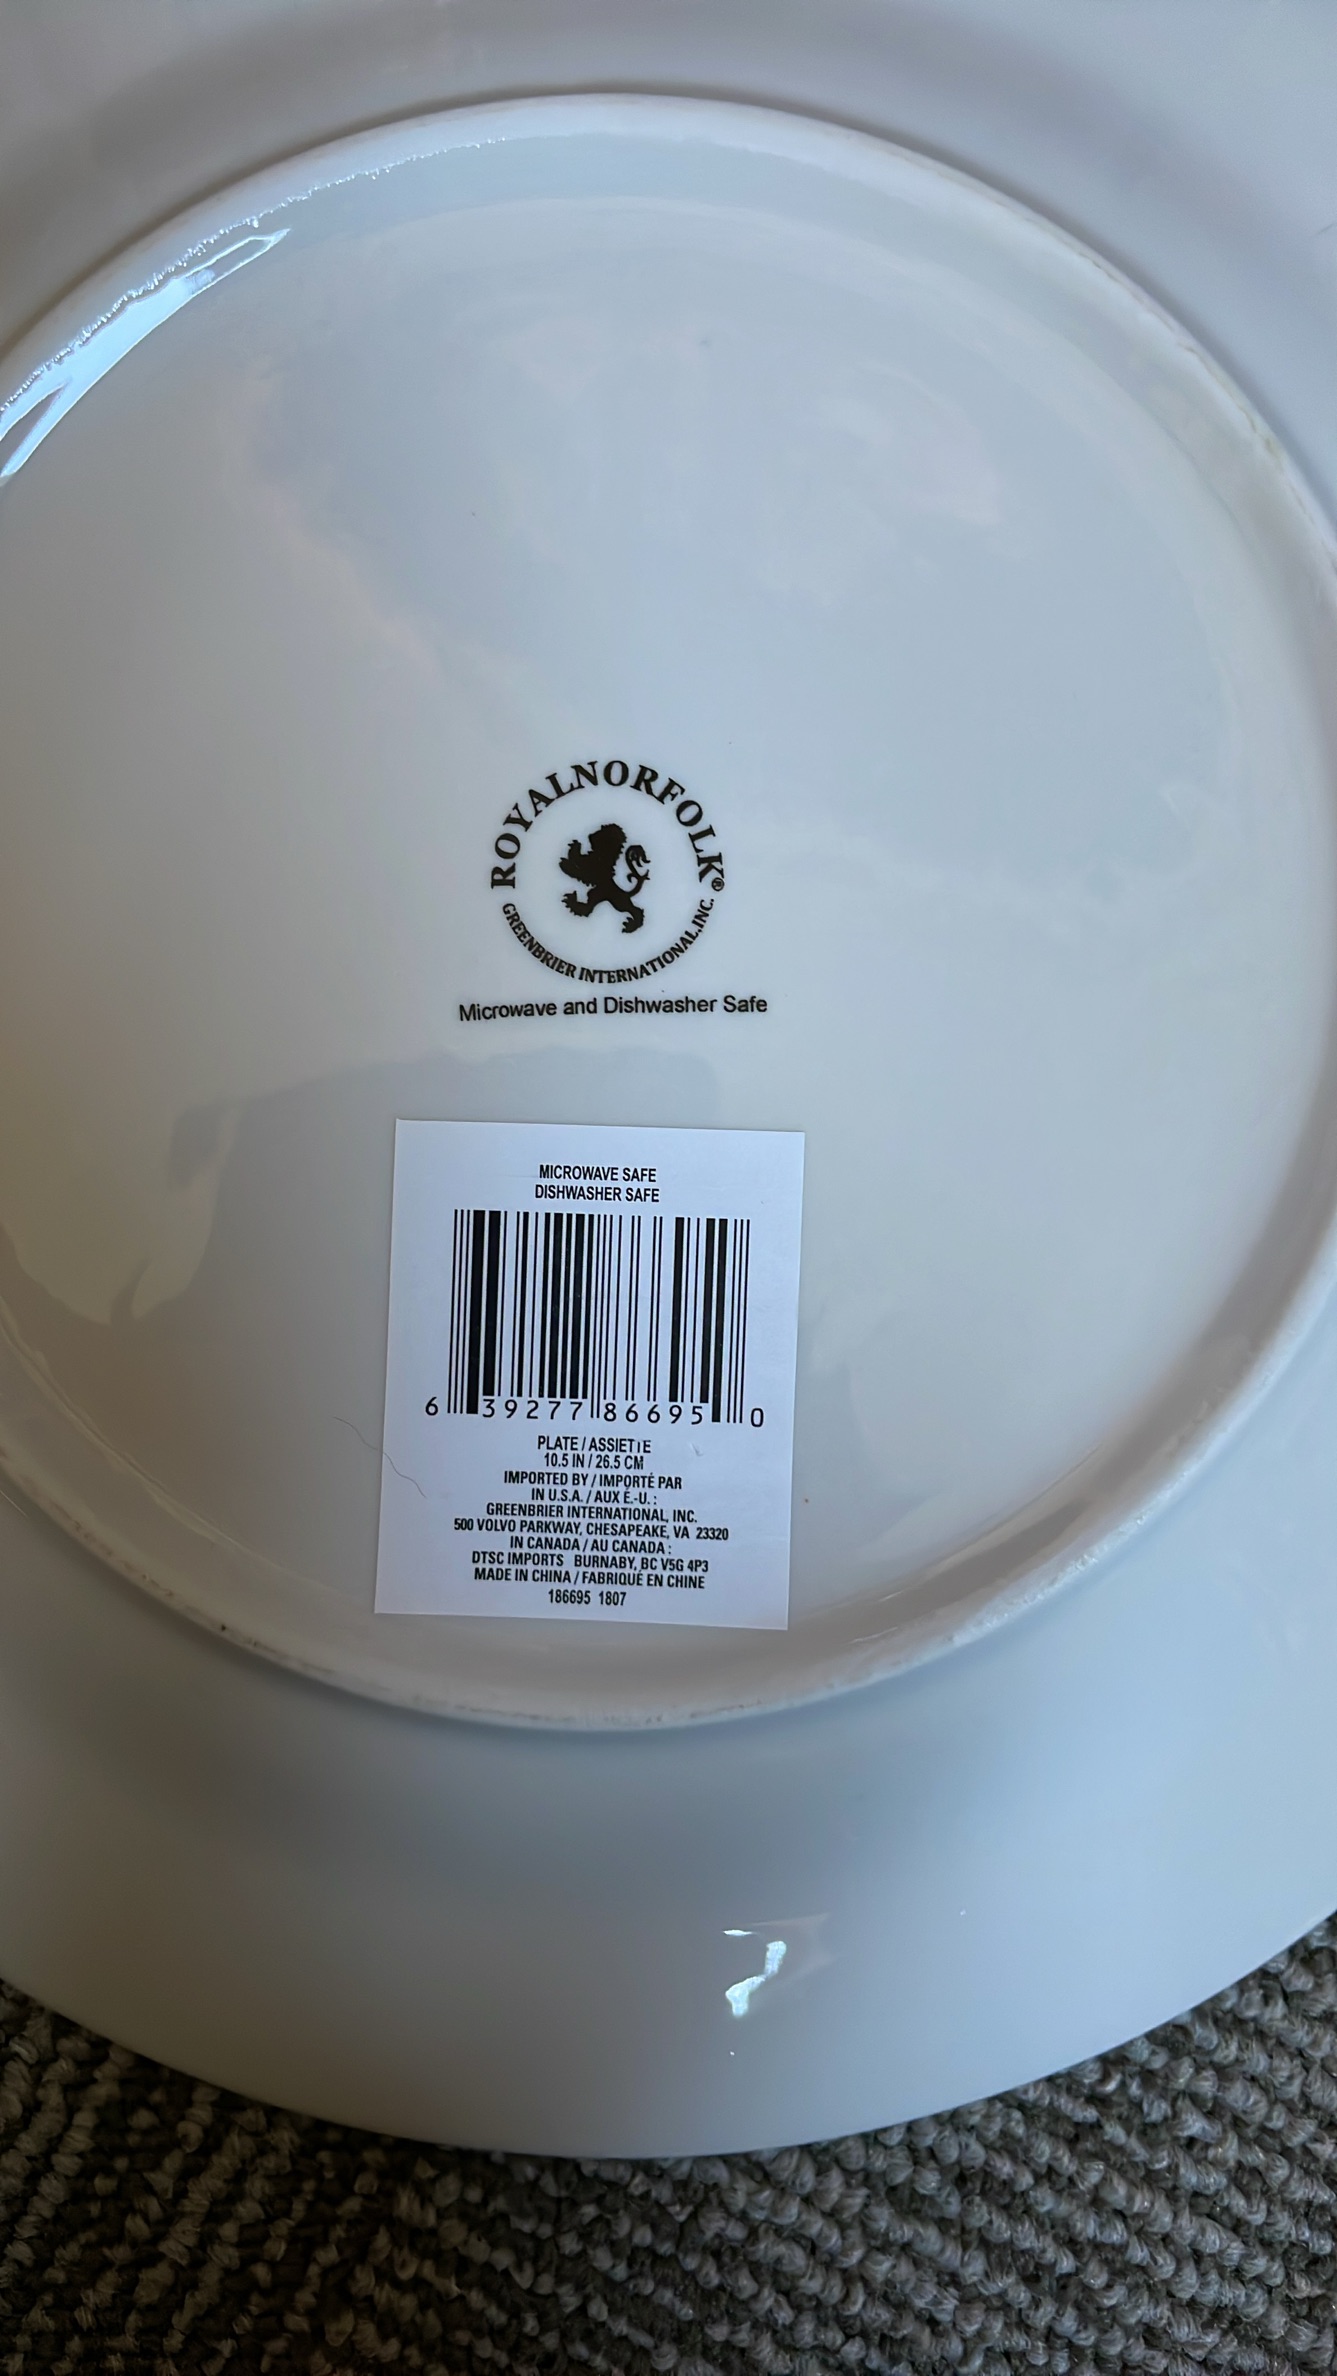 ROYALNORFOLK®
GREENBRIER INTERNATIONAL,INC.
Microwave and Dishwasher Safe
MICROWAVE SAFE
DISHWASHER SAFE
6 39277 86695 0
PLATE / ASSIETTE
10.5 IN / 26.5 CM
IMPORTED BY / IMPORTÉ PAR
IN U.S.A. / AUX É.-U. :
GREENBRIER INTERNATIONAL, INC.
500 VOLVO PARKWAY, CHESAPEAKE, VA 23320
IN CANADA / AU CANADA :
DTSC IMPORTS BURNABY, BC V5G 4P3
MADE IN CHINA / FABRIQUÉ EN CHINE
186695 1807